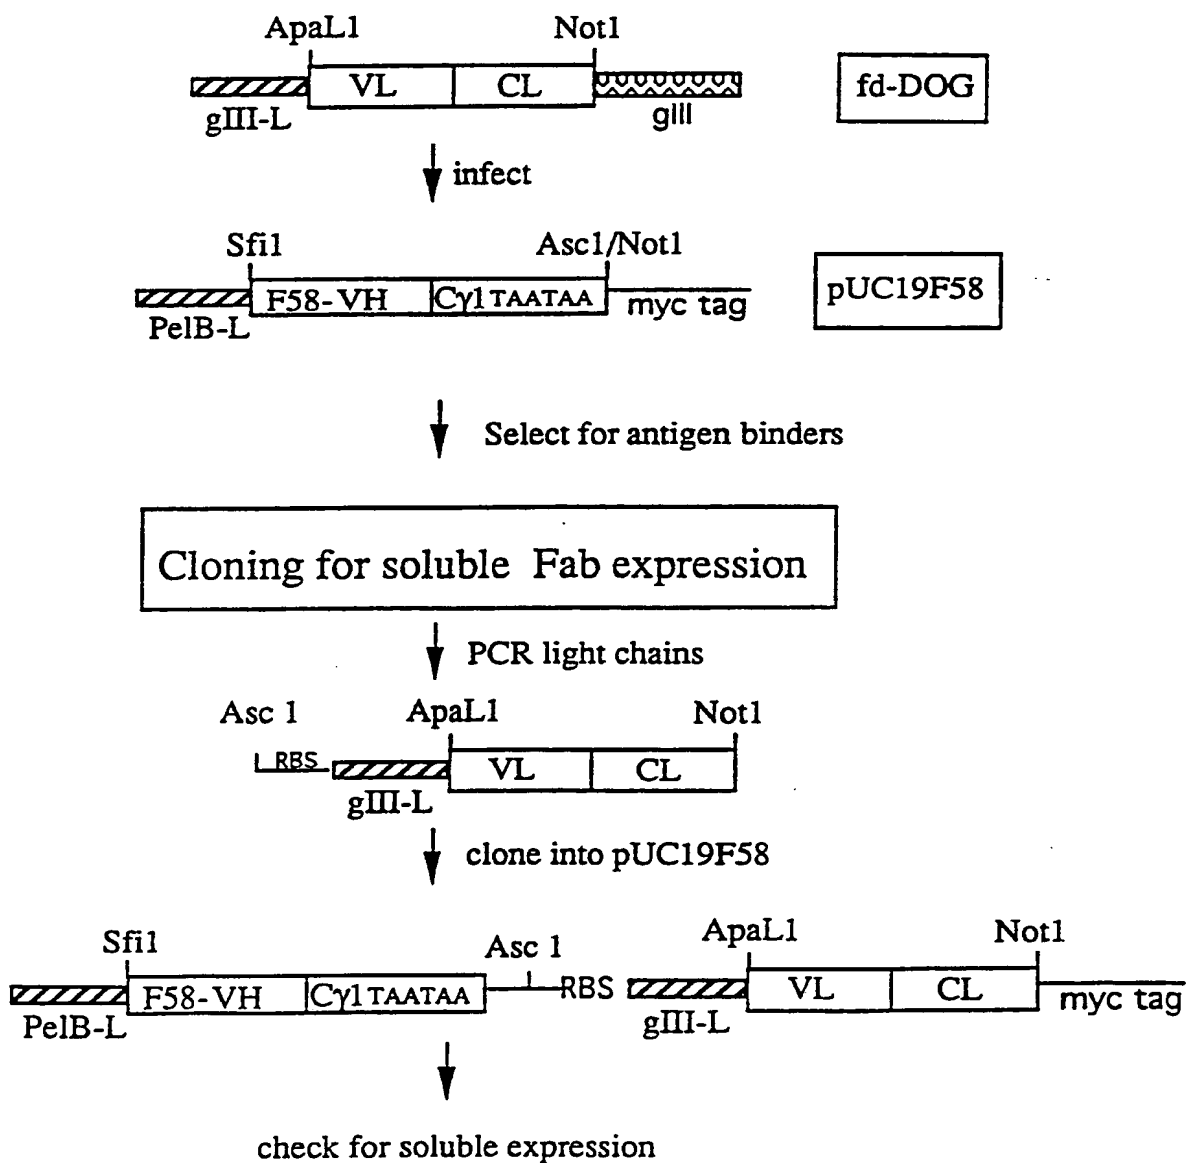 ApaL1 Not1
VL CL
fd-DOG
gIII-L gIII
infect
Sfi1 Asc1/Not1
F58-VH Cγ1 TAATAA
pUC19F58
PelB-L myc tag
Select for antigen binders
Cloning for soluble Fab expression
PCR light chains
Asc 1 ApaL1 Not1
RBS VL CL
gIII-L
clone into pUC19F58
Sfi1 Asc 1 ApaL1 Not1
F58-VH Cγ1 TAATAA RBS VL CL
PelB-L gIII-L myc tag
check for soluble expression